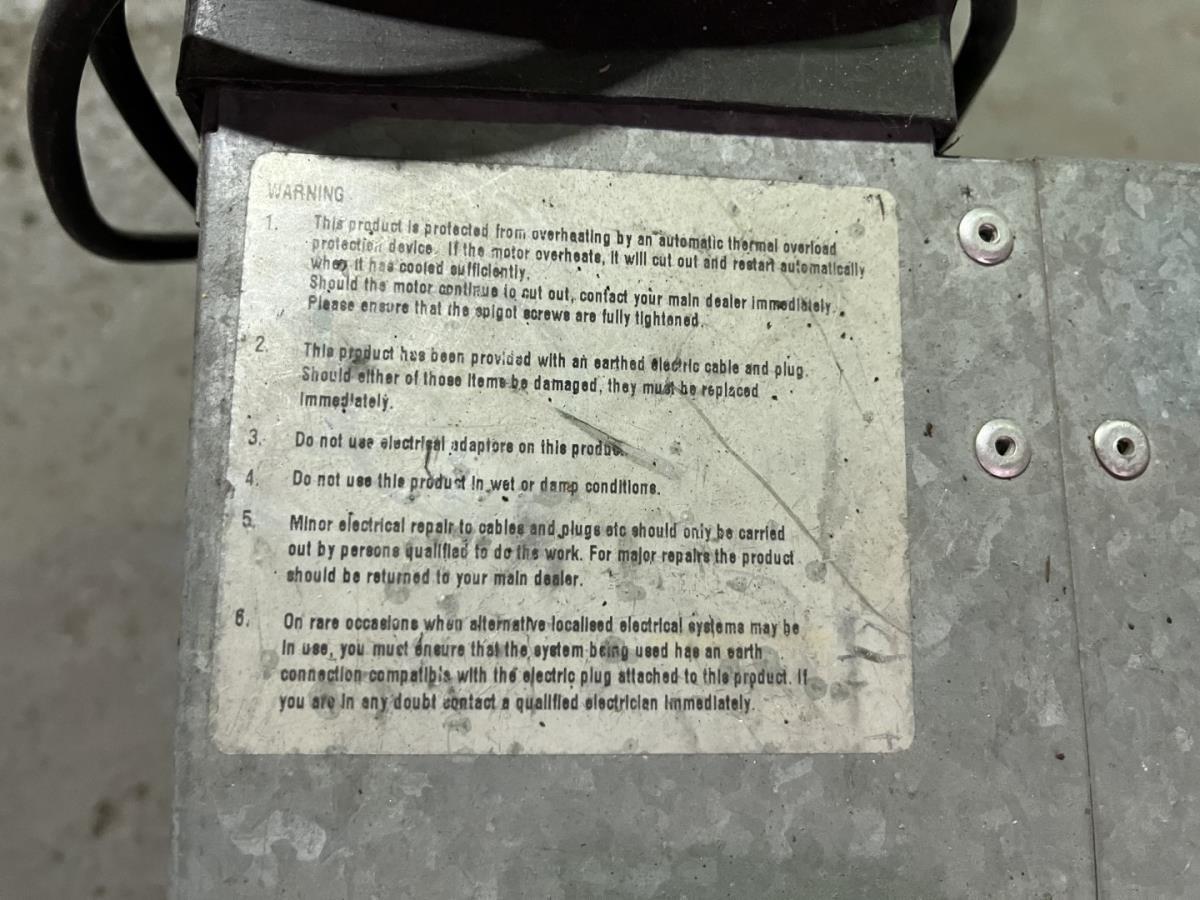 WARNING
1. This product is protected from overheating by an automatic thermal overload
protection device. If the motor overheats, it will cut out and restart automatically
when it has cooled sufficiently.
Should the motor continue to cut out, contact your main dealer immediately.
Please ensure that the spigot screws are fully tightened.
2. This product has been provided with an earthed electric cable and plug.
Should either of those items be damaged, they must be replaced
immediately.
3. Do not use electrical adaptors on this product.
4. Do not use this product in wet or damp conditions.
5. Minor electrical repair to cables and plugs etc should only be carried
out by persons qualified to do the work. For major repairs the product
should be returned to your main dealer.
6. On rare occasions when alternative localised electrical systems may be
in use, you must ensure that the system being used has an earth
connection compatible with the electric plug attached to this product. If
you are in any doubt contact a qualified electrician immediately.